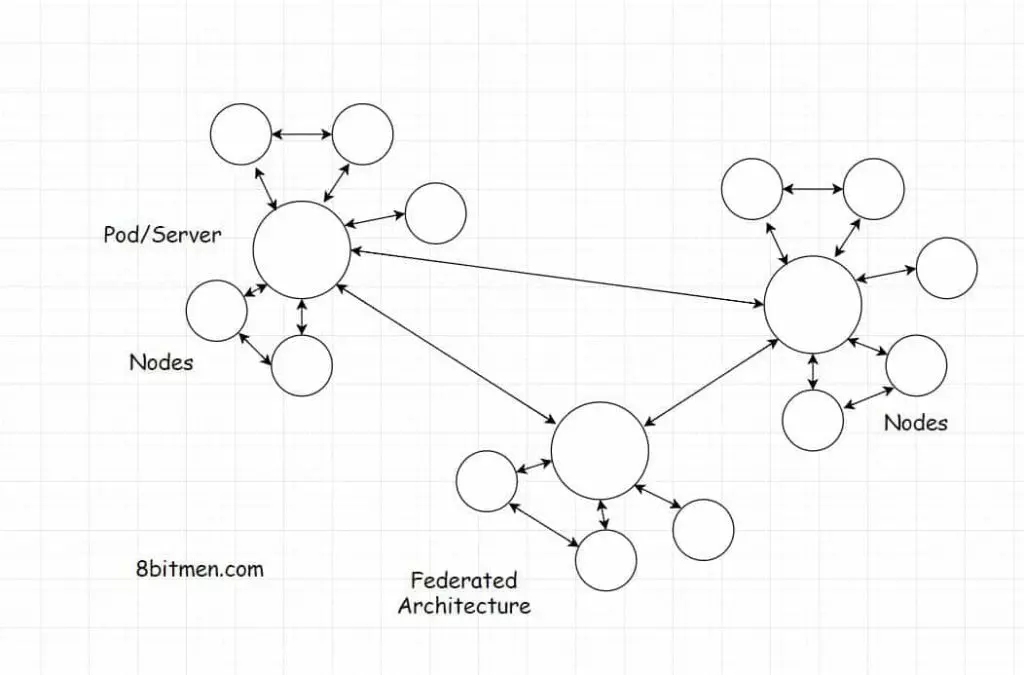 Pod/Server
Nodes
Nodes
8bitmen.com
Federated
Architecture